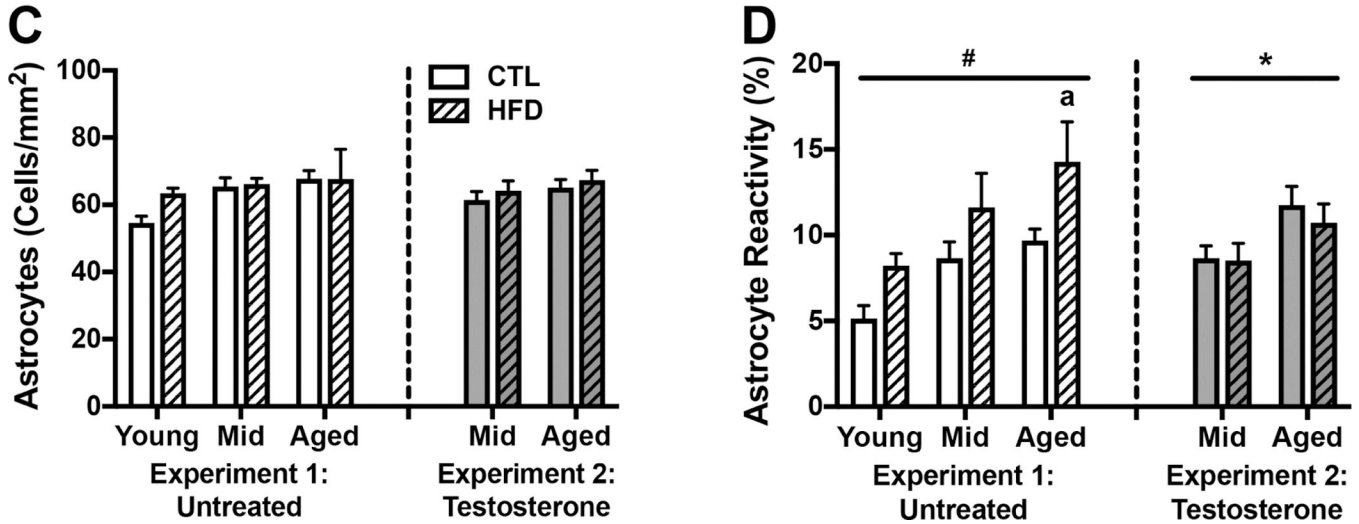 C
Astrocytes (Cells/mm²)
100
80
60
40
20
0
CTL
HFD
Young Mid Aged Mid Aged
Experiment 1:
Untreated
Experiment 2:
Testosterone
D
Astrocyte Reactivity (%)
20
15
10
5
0
#
*
a
Young Mid Aged Mid Aged
Experiment 1:
Untreated
Experiment 2:
Testosterone